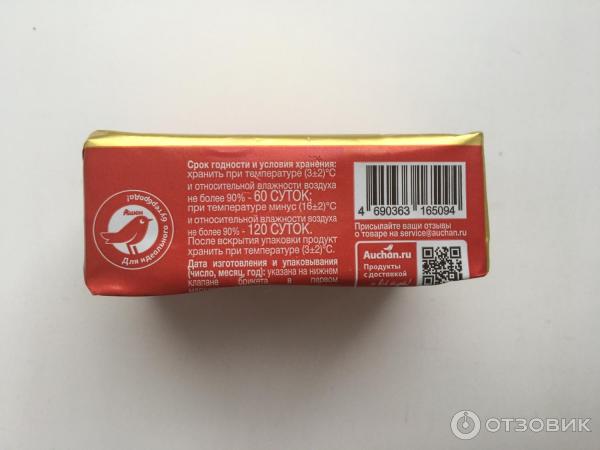 Для идеального бутерброда!
Ашан
Срок годности и условия хранения:
хранить при температуре (3±2)°С
и относительной влажности воздуха
не более 90% - 60 СУТОК;
при температуре минус (16±2)°С
и относительной влажности воздуха
не более 90% - 120 СУТОК.
После вскрытия упаковки продукт
хранить при температуре (3±2)°С.
Дата изготовления и упаковывания
(число, месяц, год): указана на нижнем
клапане брикета в первом
4 690363 165094
Присылайте ваши отзывы
о товаре на service@auchan.ru
Auchan.ru
Продукты
с доставкой
ОТЗОВИК